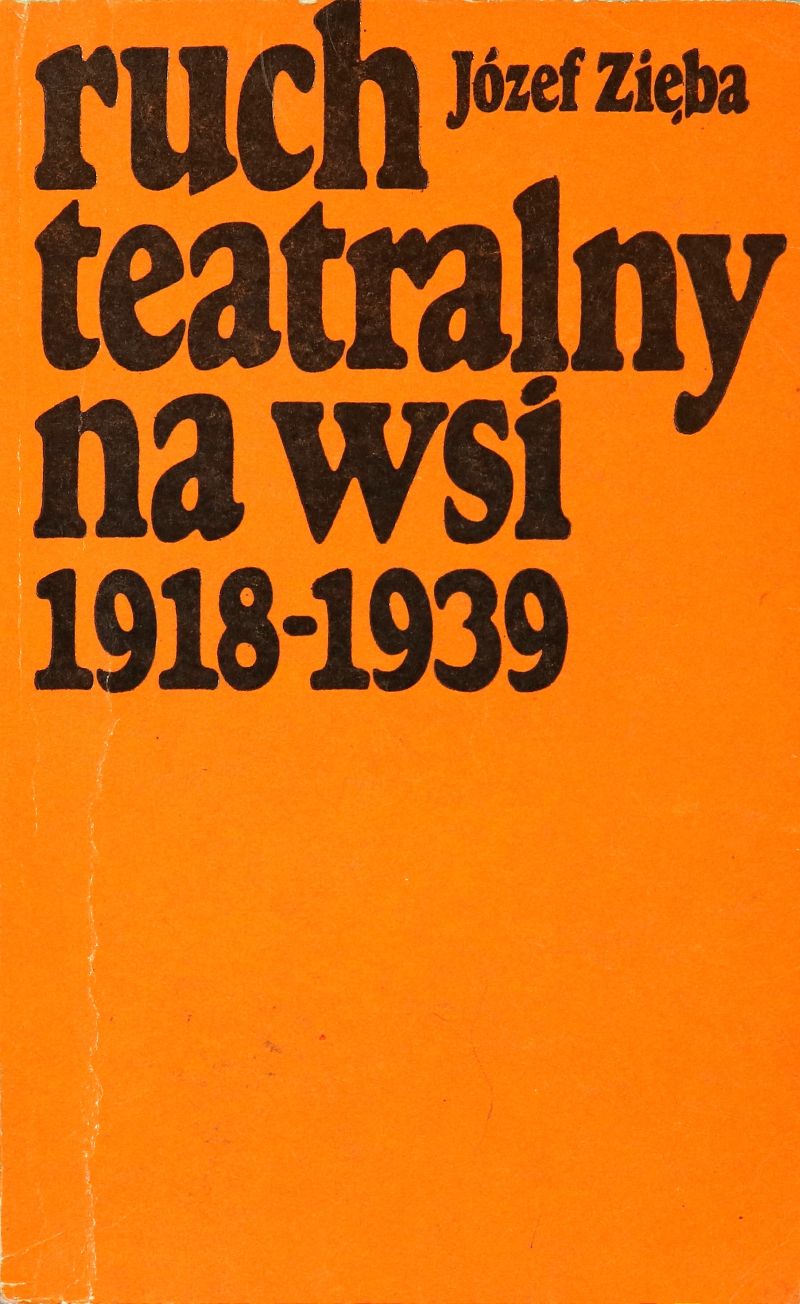 ruch
Józef Zięba
teatralny
na wsi
1918-1939